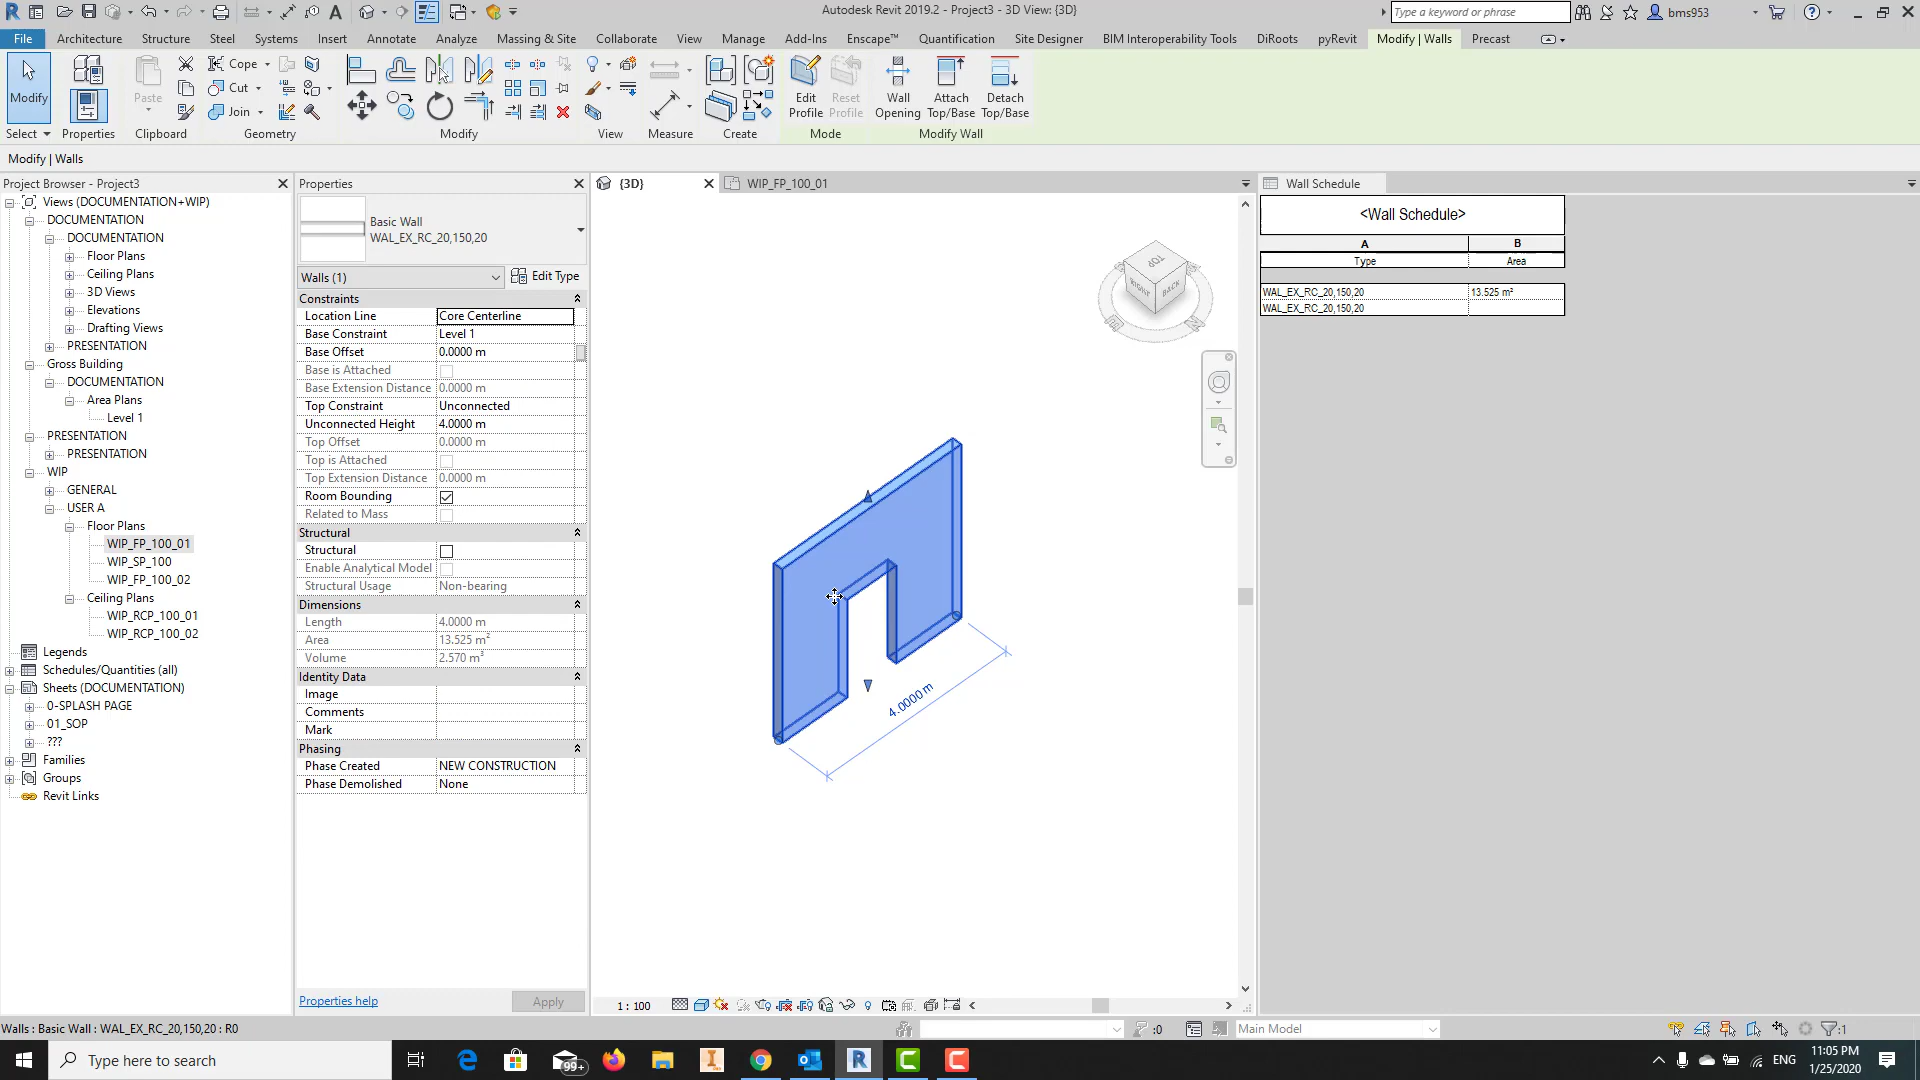 Autodesk Revit 2019.2 - Project3 - 3D View: {3D}
Type a keyword or phrase
bms953
File
Architecture
Structure
Steel
Systems
Insert
Annotate
Analyze
Massing & Site
Collaborate
View
Manage
Add-Ins
Enscape™
Quantification
Site Designer
BIM Interoperability Tools
DiRoots
pyRevit
Modify | Walls
Precast
Modify
Paste
Cope
Cut
Join
Edit Profile
Reset Profile
Wall Opening
Attach Top/Base
Detach Top/Base
Select
Properties
Clipboard
Geometry
Modify
View
Measure
Create
Mode
Modify Wall
Modify | Walls
Project Browser - Project3
Views (DOCUMENTATION+WIP)
DOCUMENTATION
DOCUMENTATION
Floor Plans
Ceiling Plans
3D Views
Elevations
Drafting Views
PRESENTATION
Gross Building
DOCUMENTATION
Area Plans
Level 1
PRESENTATION
PRESENTATION
WIP
GENERAL
USER A
Floor Plans
WIP_FP_100_01
WIP_SP_100
WIP_FP_100_02
Ceiling Plans
WIP_RCP_100_01
WIP_RCP_100_02
Legends
Schedules/Quantities (all)
Sheets (DOCUMENTATION)
0-SPLASH PAGE
01_SOP
???
Families
Groups
Revit Links
Properties
Basic Wall
WAL_EX_RC_20,150,20
Walls (1)
Edit Type
Constraints
Location Line Core Centerline
Base Constraint Level 1
Base Offset 0.0000 m
Base is Attached
Base Extension Distance 0.0000 m
Top Constraint Unconnected
Unconnected Height 4.0000 m
Top Offset 0.0000 m
Top is Attached
Top Extension Distance 0.0000 m
Room Bounding
Related to Mass
Structural
Structural
Enable Analytical Model
Structural Usage Non-bearing
Dimensions
Length 4.0000 m
Area 13.525 m²
Volume 2.570 m³
Identity Data
Image
Comments
Mark
Phasing
Phase Created NEW CONSTRUCTION
Phase Demolished None
Properties help
Apply
{3D}
WIP_FP_100_01
TOP
RIGHT
BACK
E
N
4.0000 m
1 : 100
Wall Schedule
<Wall Schedule>
A B
Type Area
WAL_EX_RC_20,150,20 13.525 m²
WAL_EX_RC_20,150,20
Walls : Basic Wall : WAL_EX_RC_20,150,20 : R0
:0
Main Model
:1
Type here to search
99+
ENG
11:05 PM
1/25/2020